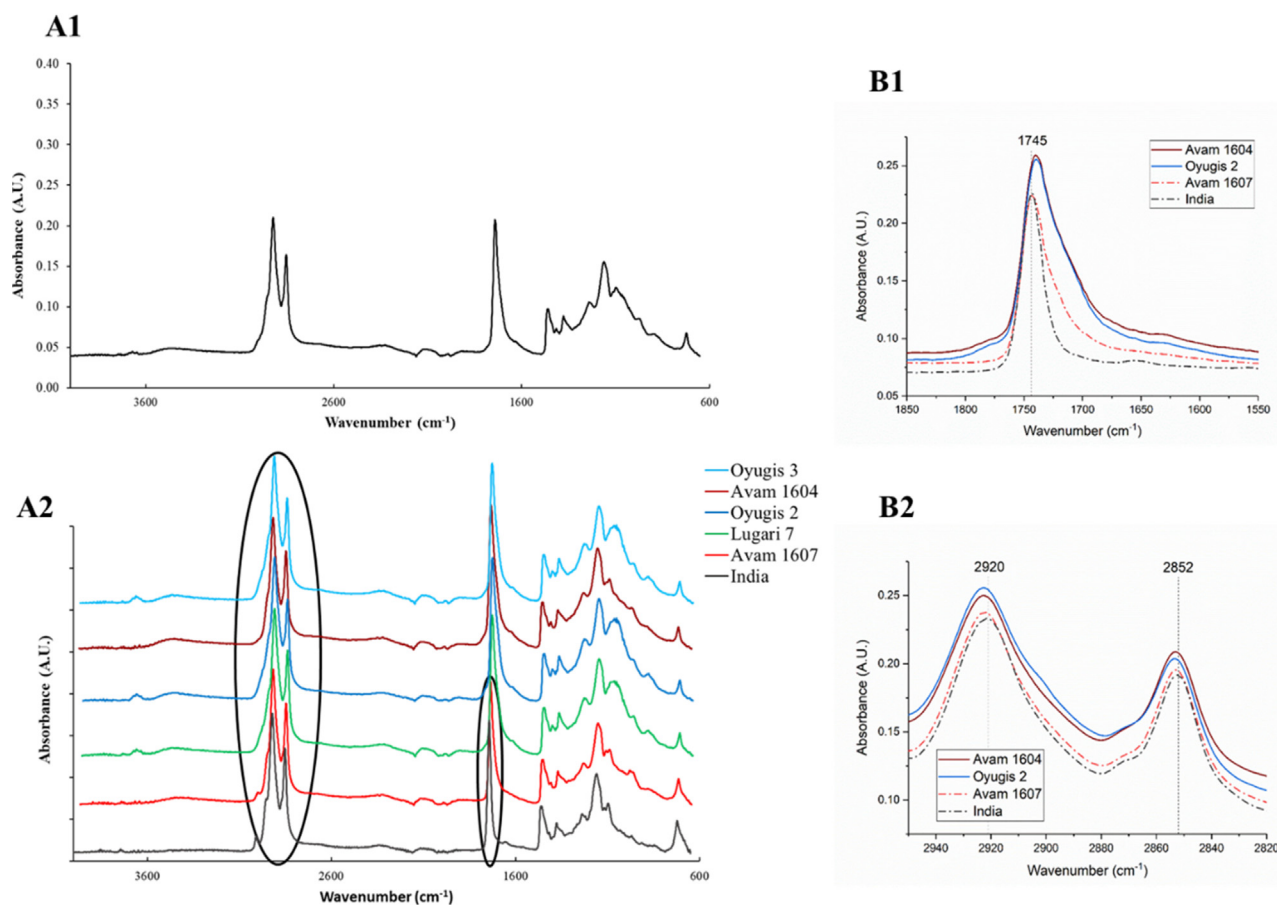 A1
0.40
0.35
0.30
0.25
0.20
0.15
0.10
0.05
0.00
Absorbance (A.U.)
3600 2600 1600 600
Wavenumber (cm-1)
B1
1745
Avam 1604
Oyugis 2
Avam 1607
India
0.25
0.20
0.15
0.10
0.05
Absorbance (A.U.)
1850 1800 1750 1700 1650 1600 1550
Wavenumber (cm-1)
A2
Oyugis 3
Avam 1604
Oyugis 2
Lugari 7
Avam 1607
India
Absorbance (A.U.)
3600 2600 1600 600
Wavenumber (cm-1)
B2
2920 2852
0.25
0.20
0.15
0.10
Absorbance (A.U.)
Avam 1604
Oyugis 2
Avam 1607
India
2940 2920 2900 2880 2860 2840 2820
Wavenumber (cm-1)